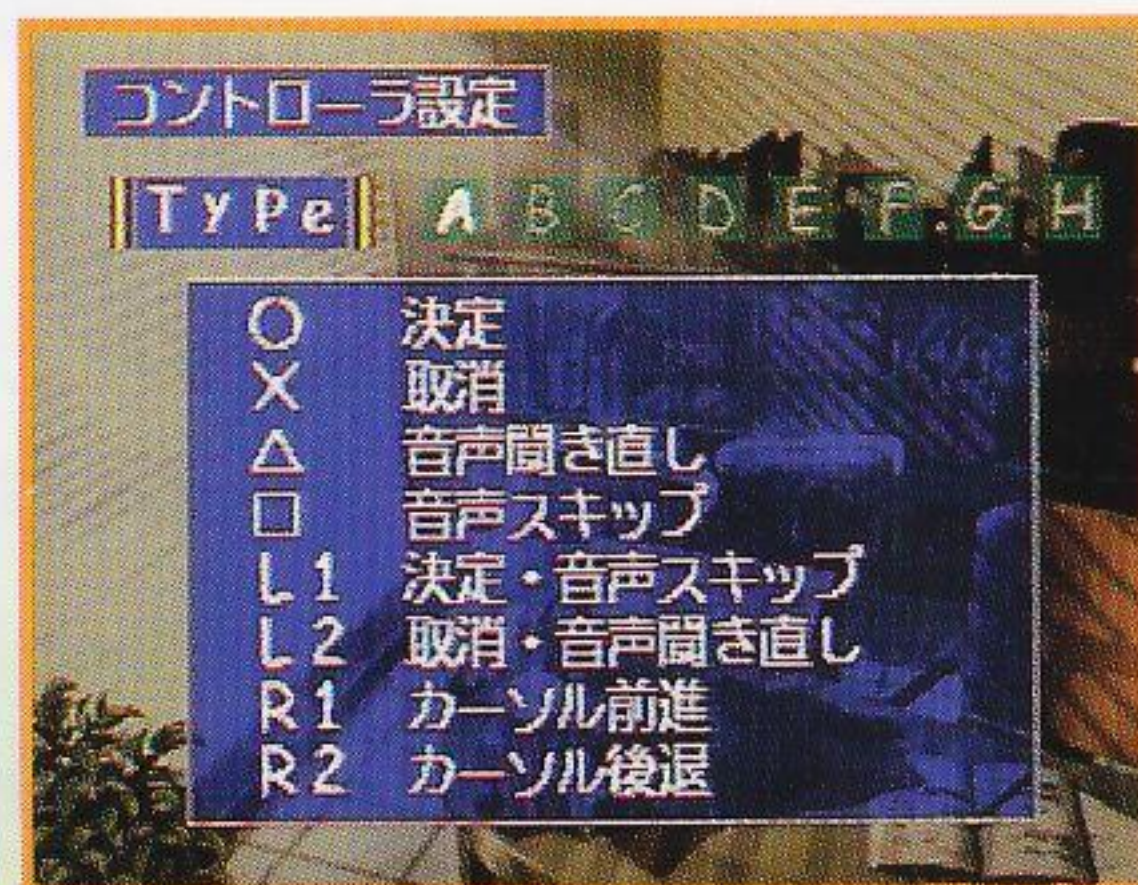 コントローラ設定
Type A B C D E F G H
○ 決定
× 取消
△ 音声聞き直し
□ 音声スキップ
L1 決定・音声スキップ
L2 取消・音声聞き直し
R1 カーソル前進
R2 カーソル後退